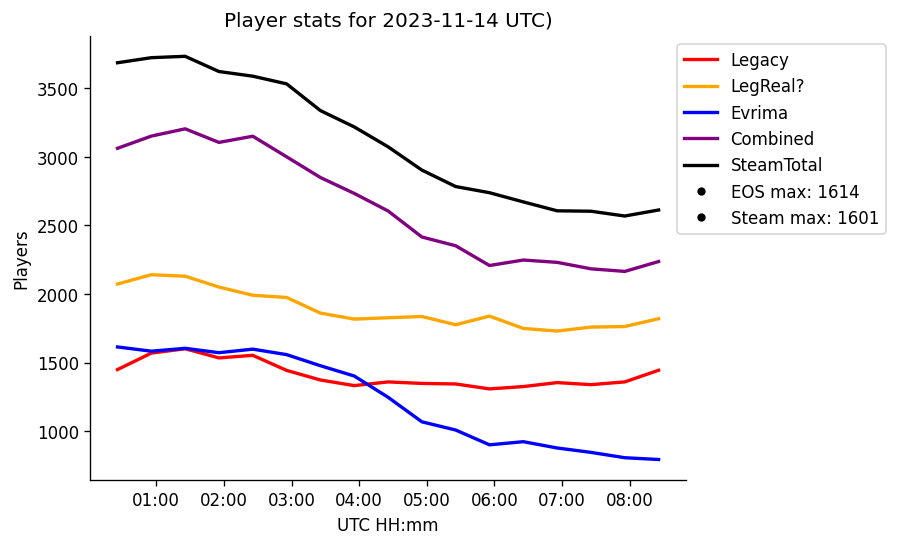 Player stats for 2023-11-14 UTC)
Legacy
LegReal?
Evrima
Combined
SteamTotal
EOS max: 1614
Steam max: 1601
Players
3500
3000
2500
2000
1500
1000
01:00 02:00 03:00 04:00 05:00 06:00 07:00 08:00
UTC HH:mm